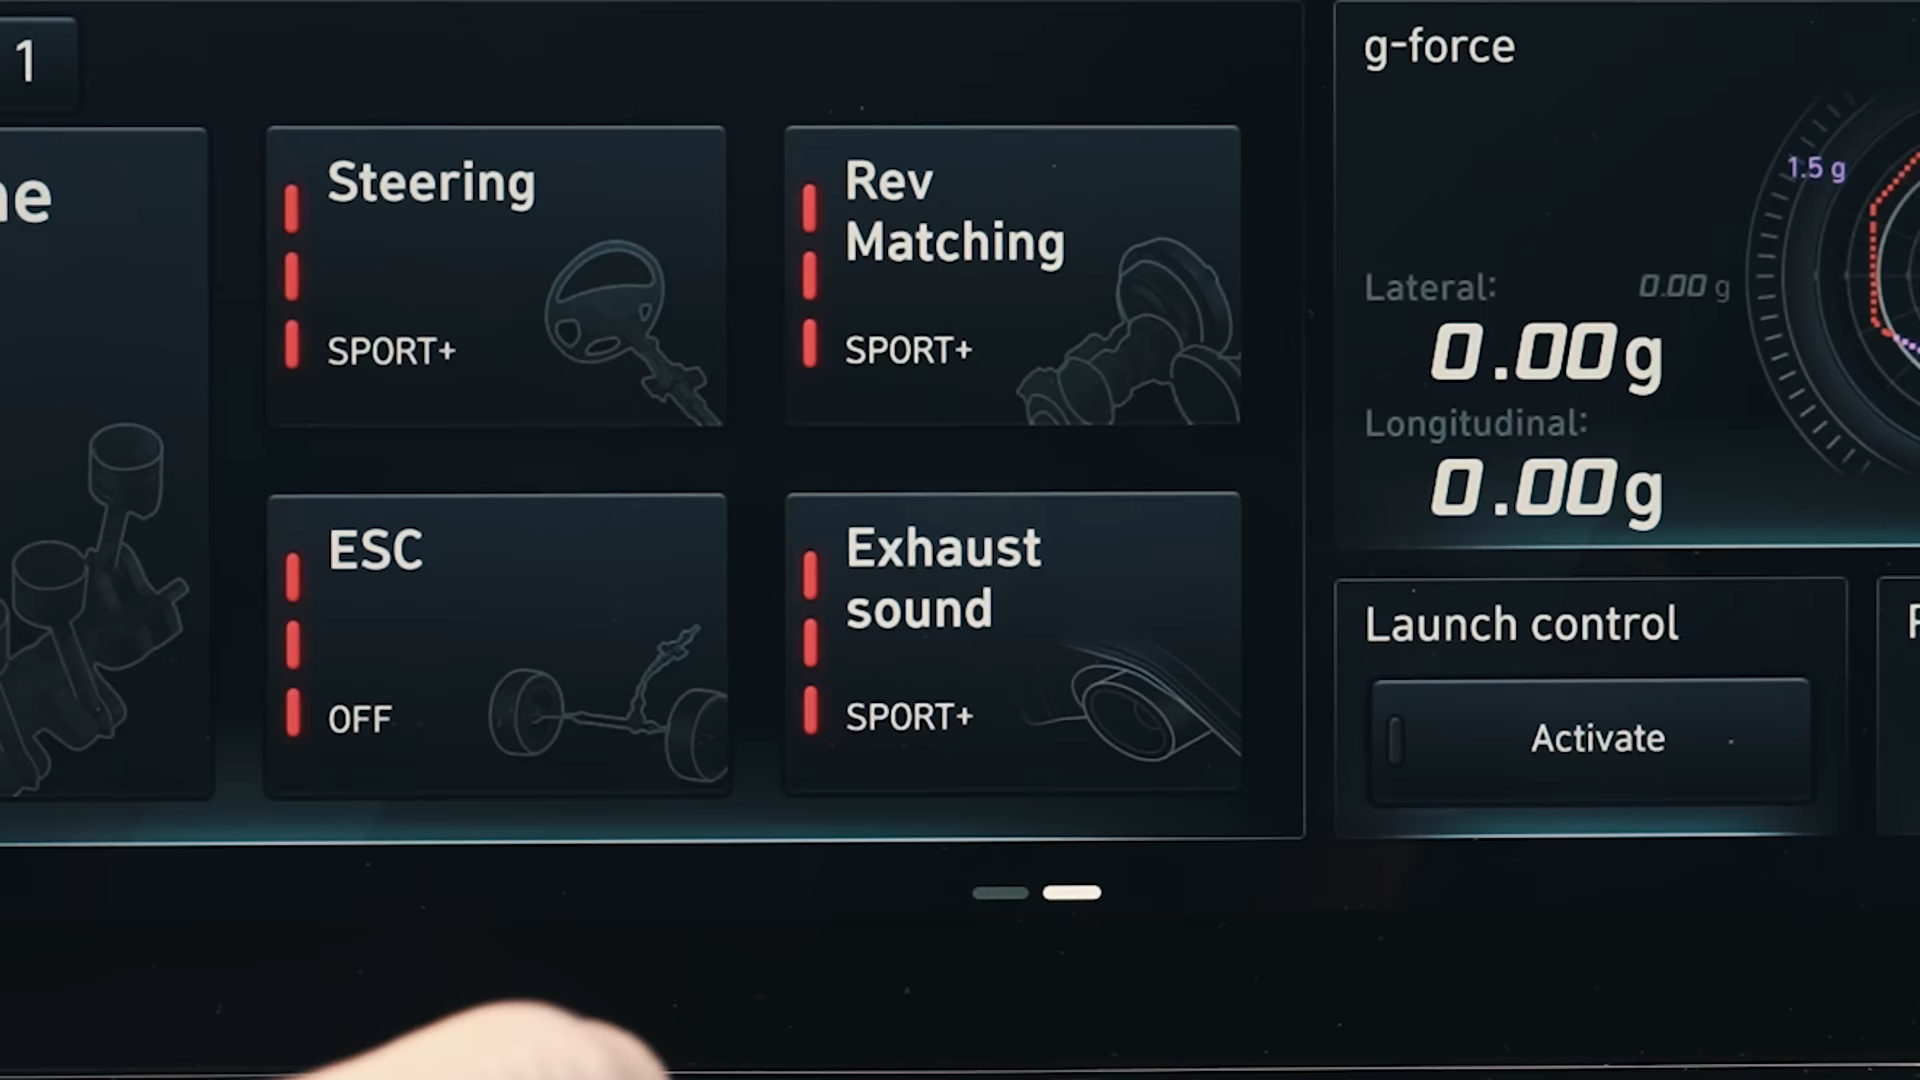 1
ne
Steering
SPORT+
Rev
Matching
SPORT+
ESC
OFF
Exhaust
sound
SPORT+
g-force
1.5 g
Lateral:
0.00 g
0.00g
Longitudinal:
0.00g
Launch control
Activate